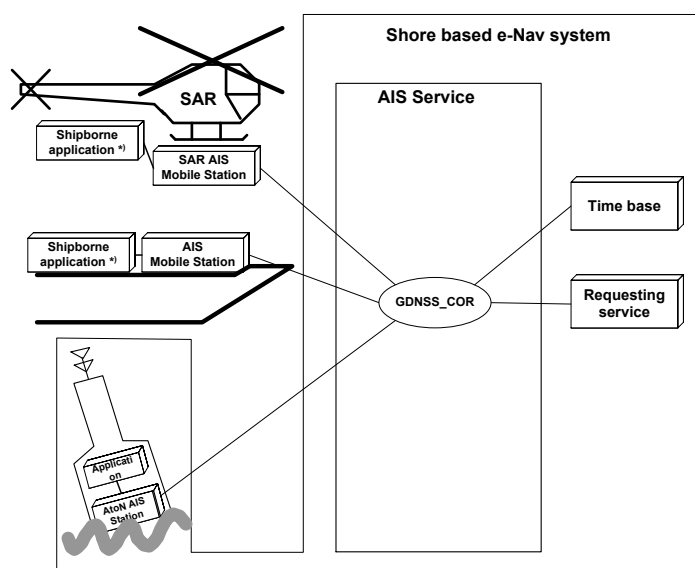 Shore based e-Nav system
SAR
AIS Service
Shipborne
application *)
SAR AIS
Mobile Station
Time base
Shipborne
application *)
AIS
Mobile Station
GDNSS_COR
Requesting
service
Applicati
on
AtoN AIS
Station